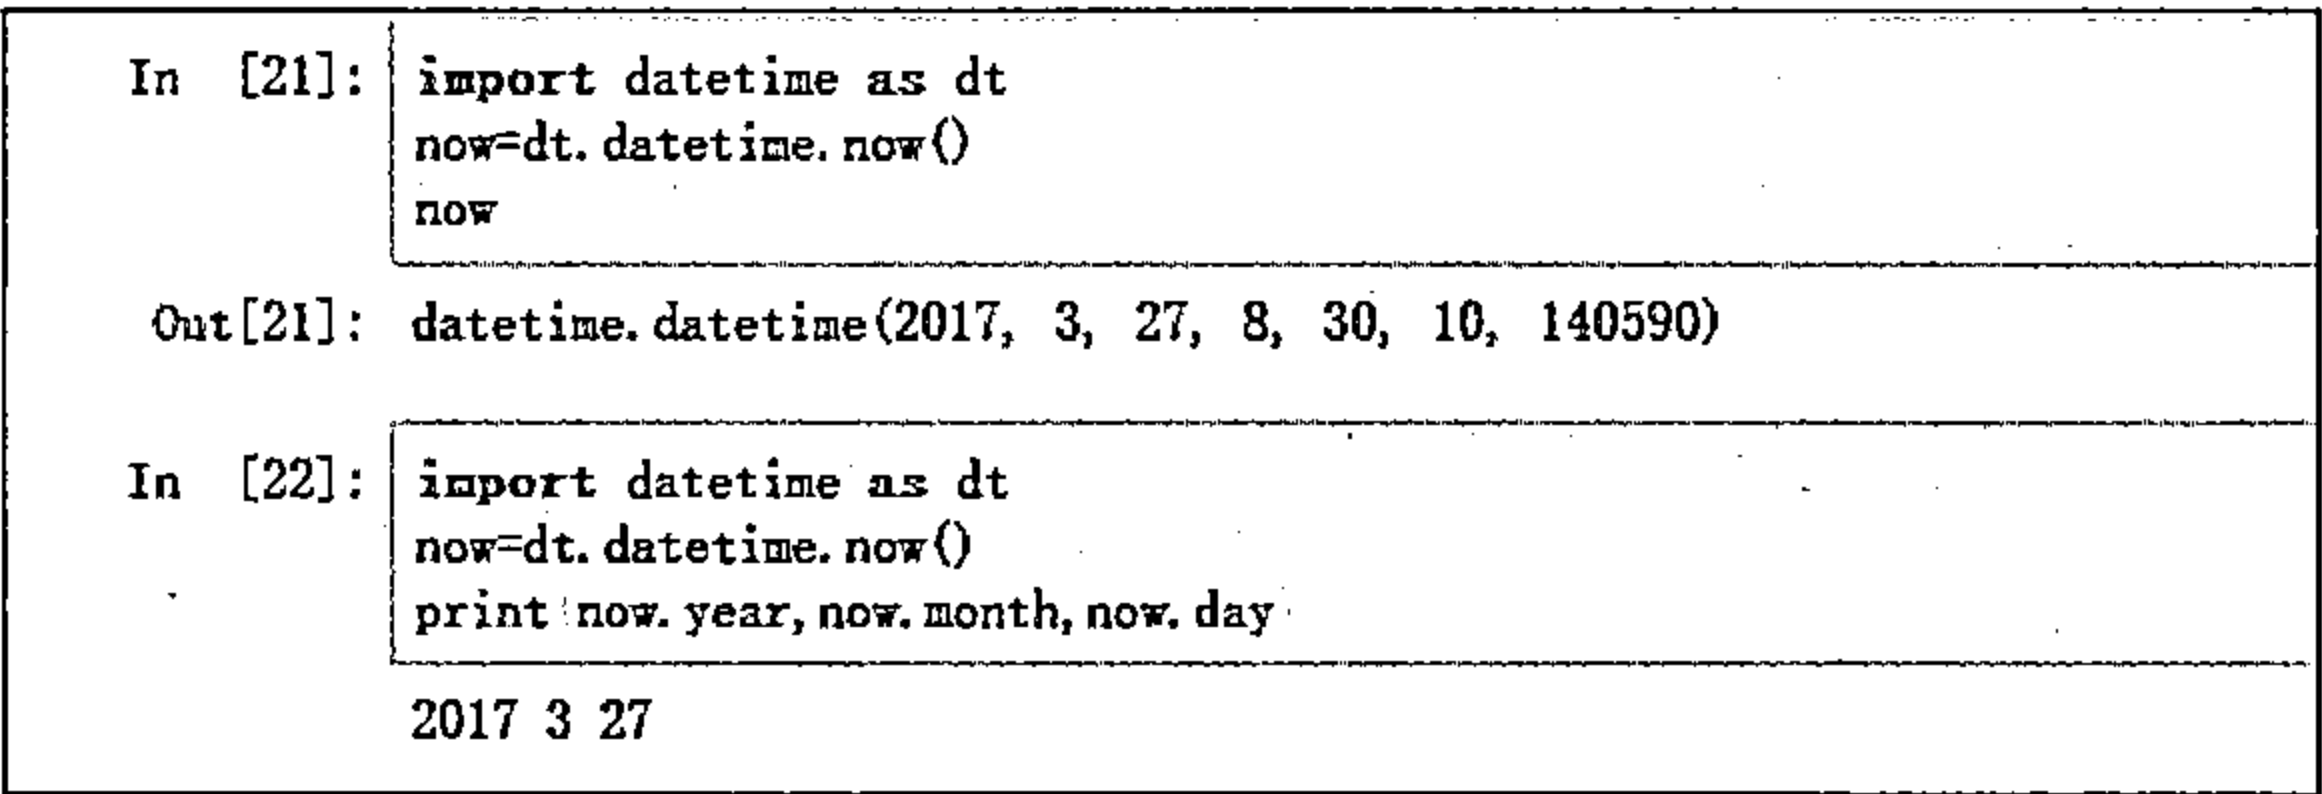 In [21]: import datetime as dt
now=dt.datetime.now()
now
Out[21]: datetime.datetime(2017, 3, 27, 8, 30, 10, 140590)
In [22]: import datetime as dt
now=dt.datetime.now()
print now.year,now.month,now.day
2017 3 27